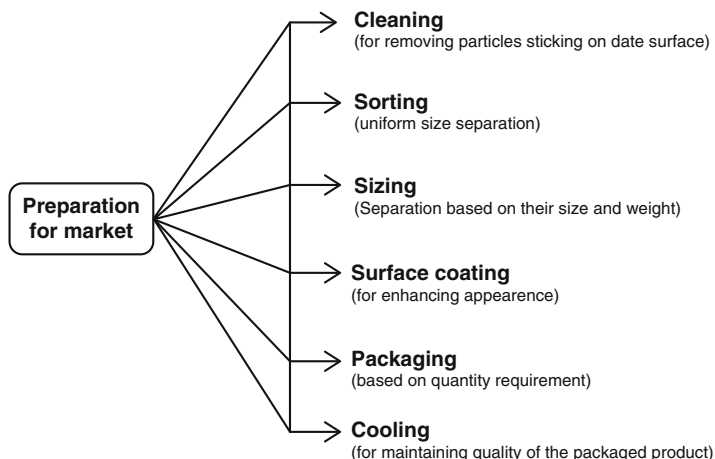 Cleaning
(for removing particles sticking on date surface)
Sorting
(uniform size separation)
Sizing
(Separation based on their size and weight)
Preparation
for market
Surface coating
(for enhancing appearence)
Packaging
(based on quantity requirement)
Cooling
(for maintaining quality of the packaged product)